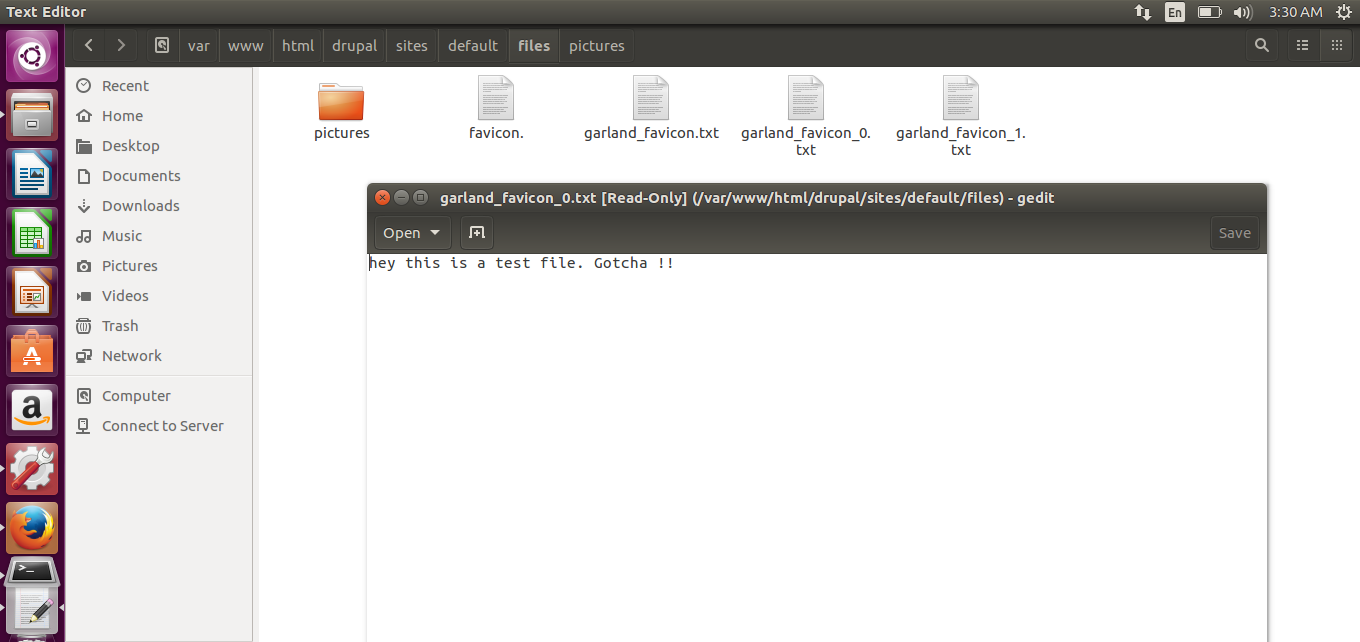 Text Editor
En
3:30 AM
var
www
html
drupal
sites
default
files
pictures
Recent
Home
Desktop
Documents
Downloads
Music
Pictures
Videos
Trash
Network
Computer
Connect to Server
pictures
favicon.
garland_favicon.txt
garland_favicon_0.
txt
garland_favicon_1.
txt
garland_favicon_0.txt [Read-Only] (/var/www/html/drupal/sites/default/files) - gedit
Open
Save
hey this is a test file. Gotcha !!